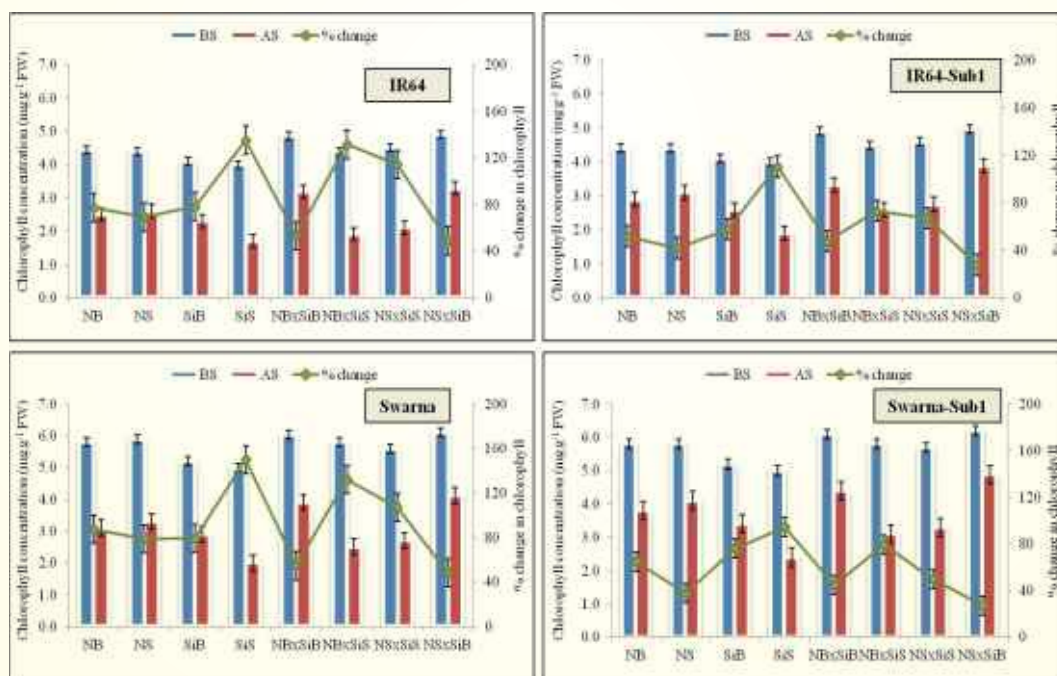 BS AS % change
IR64
Chlorophyll concentration (mg g-1 FW)
7.0
6.0
5.0
4.0
3.0
2.0
1.0
0.0
200
160
120
80
40
0
% change in chlorophyll
NB NS SiB SiS NBxSiB NBxSiS NSxSiS NSxSiB
BS AS % change
IR64-Sub1
Chlorophyll concentration (mg g-1 FW)
7.0
6.0
5.0
4.0
3.0
2.0
1.0
0.0
200
160
120
80
40
0
% change in chlorophyll
NB NS SiB SiS NBxSiB NBxSiS NSxSiS NSxSiB
BS AS % change
Swarna
Chlorophyll concentration (mg g-1 FW)
7.0
6.0
5.0
4.0
3.0
2.0
1.0
0.0
200
160
120
80
40
0
% change in chlorophyll
NB NS SiB SiS NBxSiB NBxSiS NSxSiS NSxSiB
BS AS % change
Swarna-Sub1
Chlorophyll concentration (mg g-1 FW)
7.0
6.0
5.0
4.0
3.0
2.0
1.0
0.0
200
160
120
80
40
0
% change in chlorophyll
NB NS SiB SiS NBxSiB NBxSiS NSxSiS NSxSiB